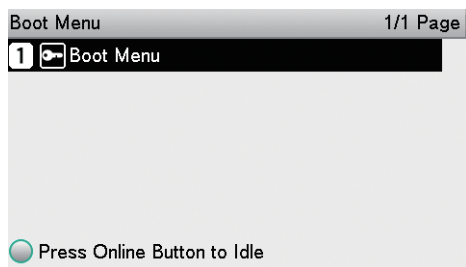 Boot Menu 1/1 Page
1 Boot Menu
Press Online Button to Idle